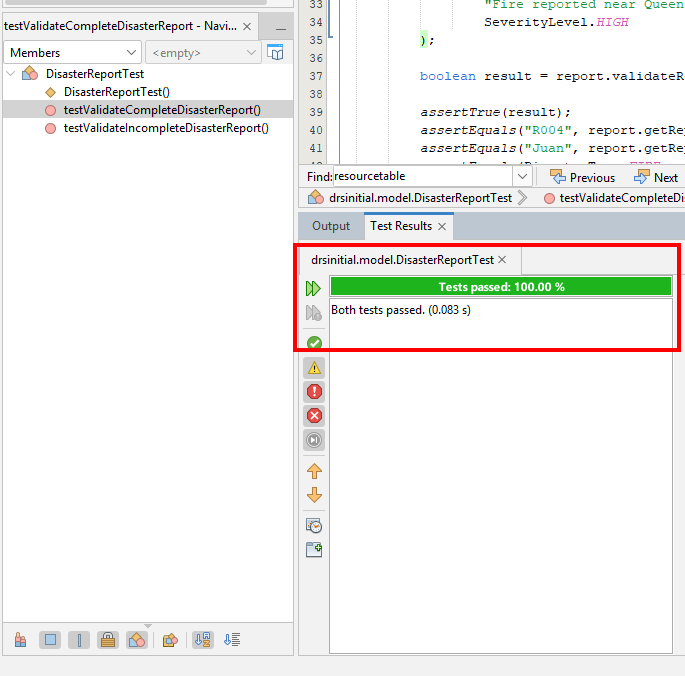 testValidateCompleteDisasterReport - Navi...
Members
<empty>
DisasterReportTest
DisasterReportTest()
testValidateCompleteDisasterReport()
testValidateIncompleteDisasterReport()
33 "Fire reported near Queen
34 SeverityLevel.HIGH
35 );
36
37 boolean result = report.validateR
38
39 assertTrue(result);
40 assertEquals("R004", report.getRe
41 assertEquals("Juan", report.getRe
Find: resourcetable
Previous
Next
drsinitial.model.DisasterReportTest
testValidateCompleteDi
Output
Test Results
drsinitial.model.DisasterReportTest
Tests passed: 100.00 %
Both tests passed. (0.083 s)